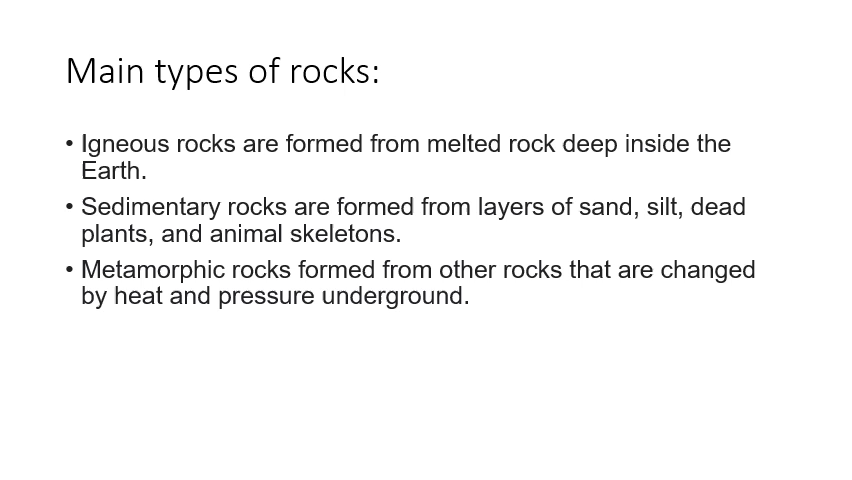 Main types of rocks:
• Igneous rocks are formed from melted rock deep inside the
Earth.
• Sedimentary rocks are formed from layers of sand, silt, dead
plants, and animal skeletons.
• Metamorphic rocks formed from other rocks that are changed
by heat and pressure underground.